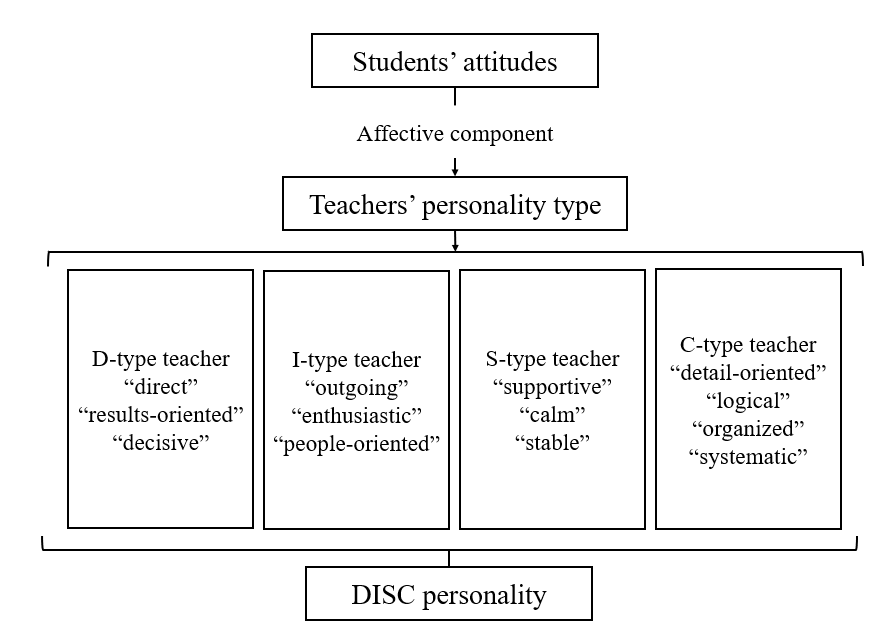 Students’ attitudes
Affective component
Teachers’ personality type
D-type teacher
“direct”
“results-oriented”
“decisive”
I-type teacher
“outgoing”
“enthusiastic”
“people-oriented”
S-type teacher
“supportive”
“calm”
“stable”
C-type teacher
“detail-oriented”
“logical”
“organized”
“systematic”
DISC personality